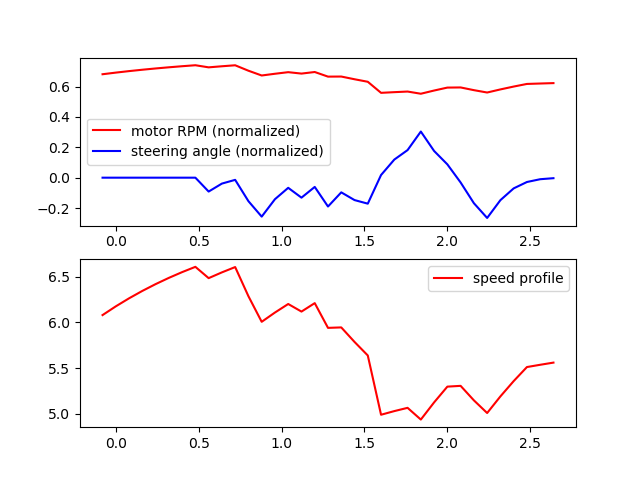 0.6
0.4
0.2
0.0
−0.2
motor RPM (normalized)
steering angle (normalized)
0.0 0.5 1.0 1.5 2.0 2.5
6.5
6.0
5.5
5.0
speed profile
0.0 0.5 1.0 1.5 2.0 2.5